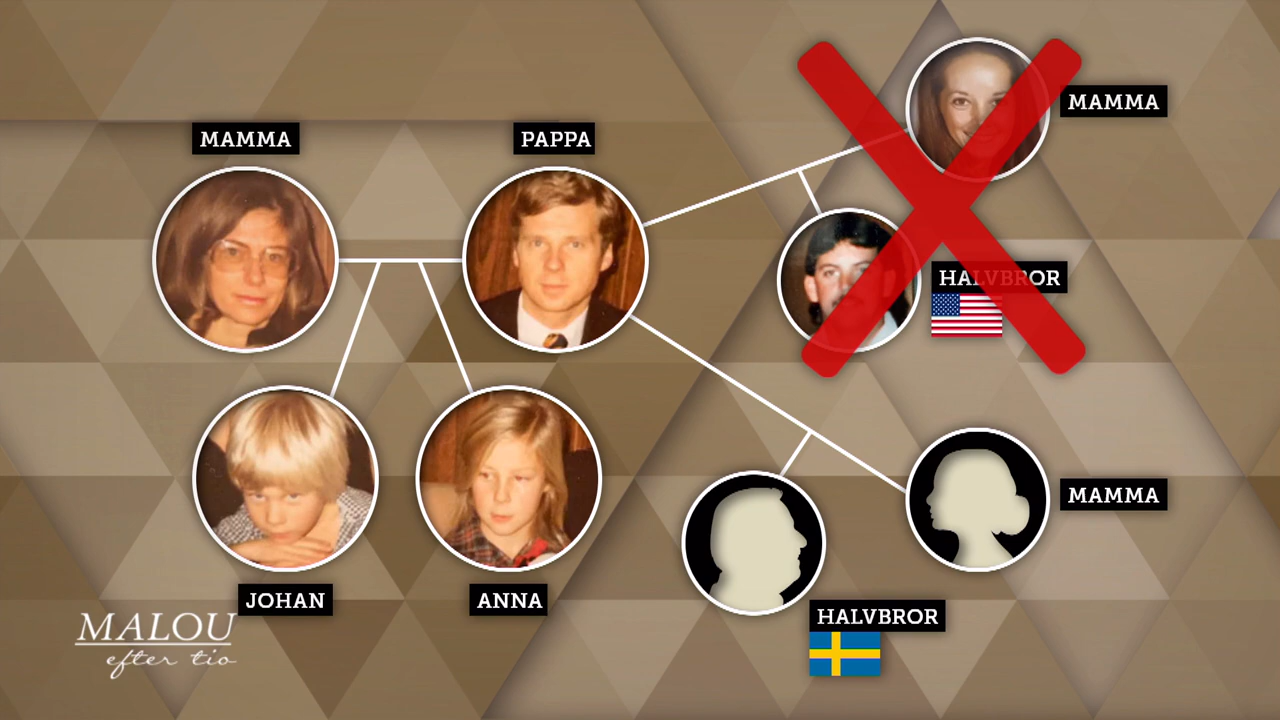 MAMMA
PAPPA
MAMMA
HALVBROR
MAMMA
JOHAN
ANNA
HALVBROR
MALOU
efter tio